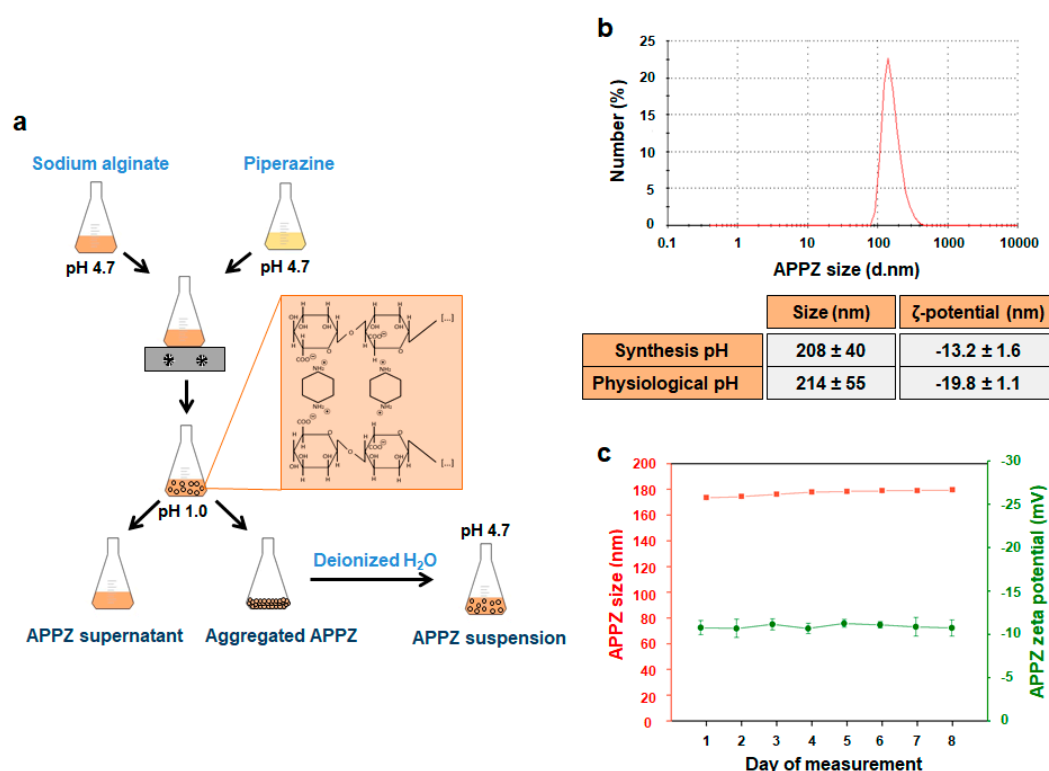 a
Sodium alginate
Piperazine
pH 4.7
pH 4.7
pH 1.0
pH 4.7
Deionized H₂O
APPZ supernatant
Aggregated APPZ
APPZ suspension
[...]
[...]
b
Number (%)
25
20
15
10
5
0
0.1 1 10 100 1000 10000
APPZ size (d.nm)
Size (nm) ζ-potential (nm)
Synthesis pH 208 ± 40 -13.2 ± 1.6
Physiological pH 214 ± 55 -19.8 ± 1.1
c
APPZ size (nm)
200
180
160
140
120
100
80
60
40
20
0
APPZ zeta potential (mV)
-30
-25
-20
-15
-10
-5
0
1 2 3 4 5 6 7 8
Day of measurement